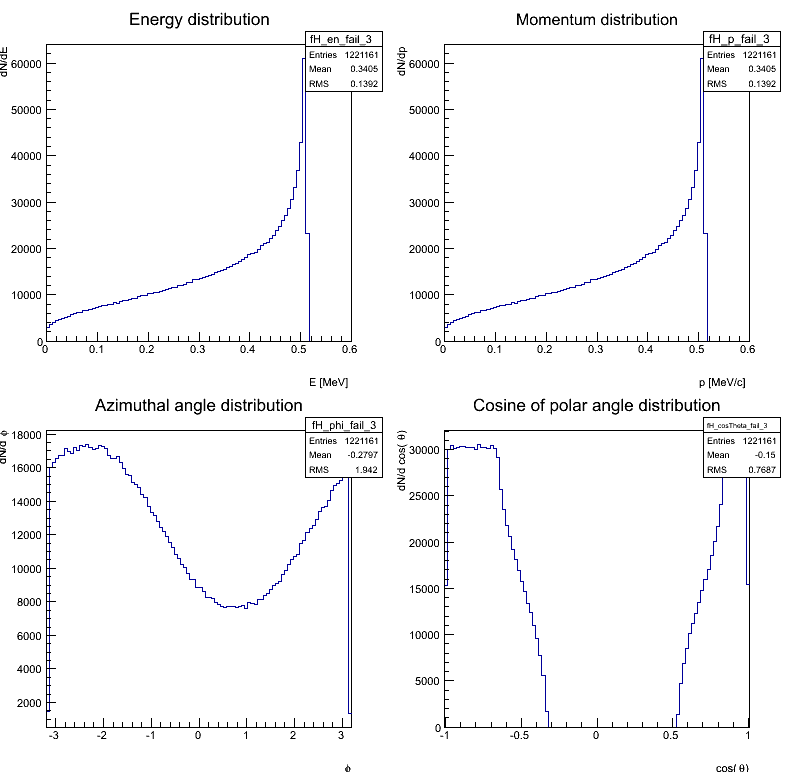 Energy distribution
dN/dE
fH_en_fail_3
Entries 1221161
Mean 0.3405
RMS 0.1392
60000
50000
40000
30000
20000
10000
0
0 0.1 0.2 0.3 0.4 0.5 0.6
E [MeV]
Momentum distribution
dN/dp
fH_p_fail_3
Entries 1221161
Mean 0.3405
RMS 0.1392
60000
50000
40000
30000
20000
10000
0
0 0.1 0.2 0.3 0.4 0.5 0.6
p [MeV/c]
Azimuthal angle distribution
dN/d ϕ
fH_phi_fail_3
Entries 1221161
Mean -0.2797
RMS 1.942
18000
16000
14000
12000
10000
8000
6000
4000
2000
-3 -2 -1 0 1 2 3
ϕ
Cosine of polar angle distribution
dN/d cos( θ)
fH_cosTheta_fail_3
Entries 1221161
Mean -0.15
RMS 0.7687
30000
25000
20000
15000
10000
5000
0
-1 -0.5 0 0.5 1
cos( θ)